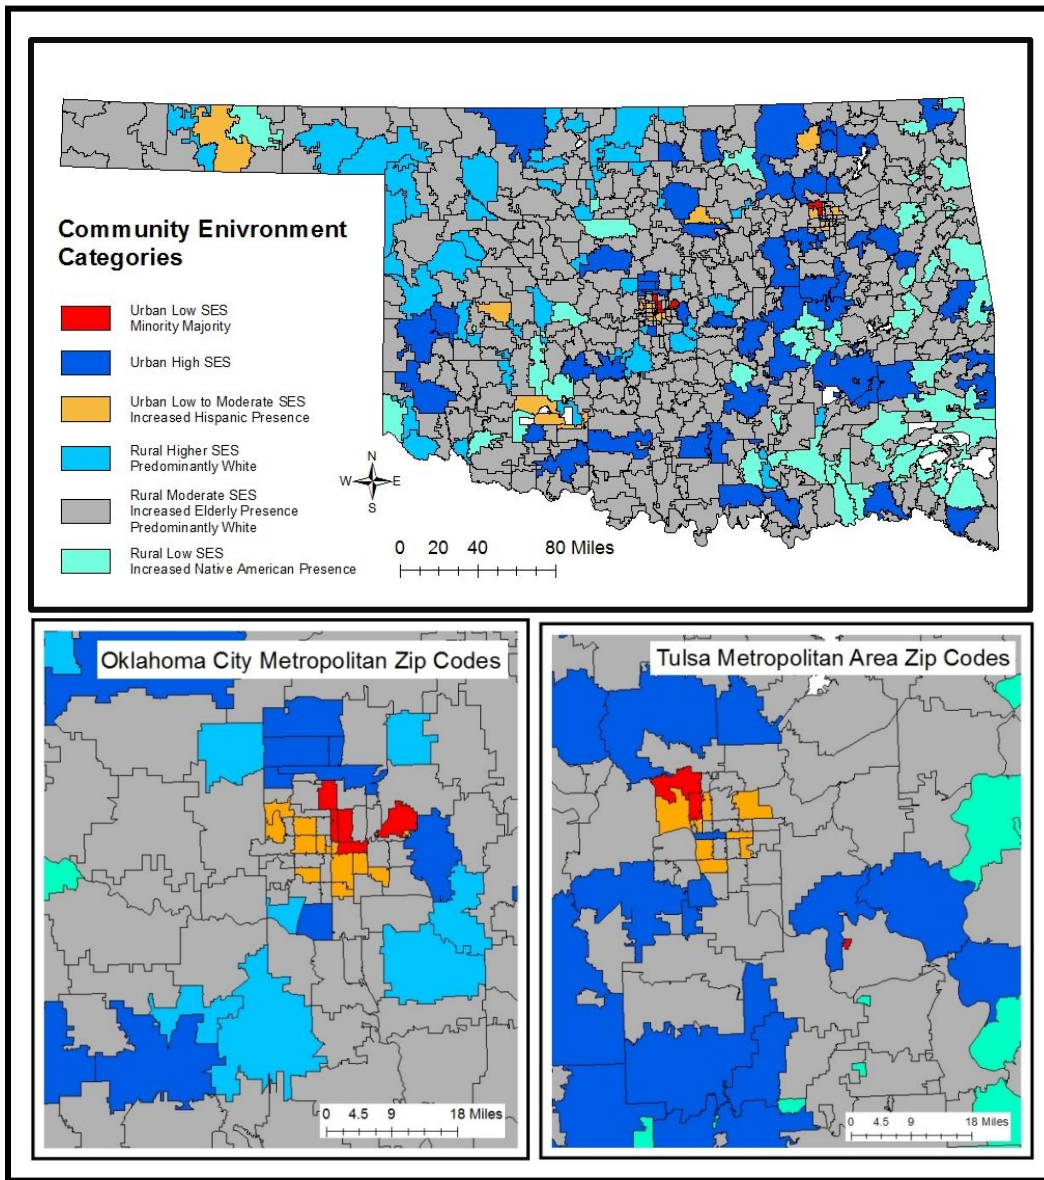 Community Enivronment
Categories
Urban Low SES
Minority Majority
Urban High SES
Urban Low to Moderate SES
Increased Hispanic Presence
Rural Higher SES
Predominantly White
Rural Moderate SES
Increased Elderly Presence
Predominantly White
Rural Low SES
Increased Native American Presence
N
W E
S
0 20 40 80 Miles
Oklahoma City Metropolitan Zip Codes
0 4.5 9 18 Miles
Tulsa Metropolitan Area Zip Codes
0 4.5 9 18 Miles